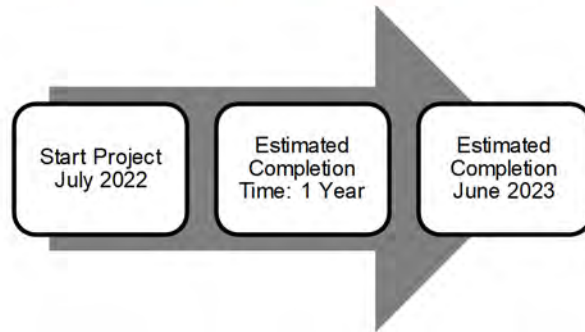 Start Project
July 2022
Estimated
Completion
Time: 1 Year
Estimated
Completion
June 2023